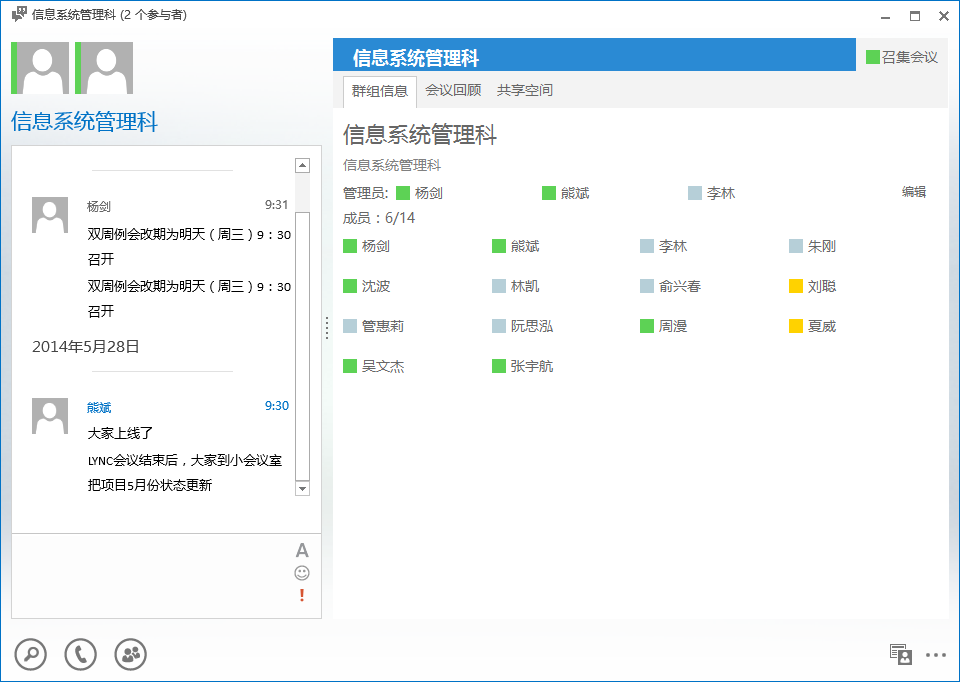 信息系统管理科 (2 个参与者)
信息系统管理科
杨剑 9:31
双周例会改期为明天（周三）9：30
召开
双周例会改期为明天（周三）9：30
召开
2014年5月28日
熊斌 9:30
大家上线了
LYNC会议结束后，大家到小会议室
把项目5月份状态更新
A
信息系统管理科
召集会议
群组信息 会议回顾 共享空间
信息系统管理科
信息系统管理科
管理员: 杨剑 熊斌 李林 编辑
成员：6/14
杨剑 熊斌 李林 朱刚
沈波 林凯 俞兴春 刘聪
管惠莉 阮思泓 周漫 夏威
吴文杰 张宇航